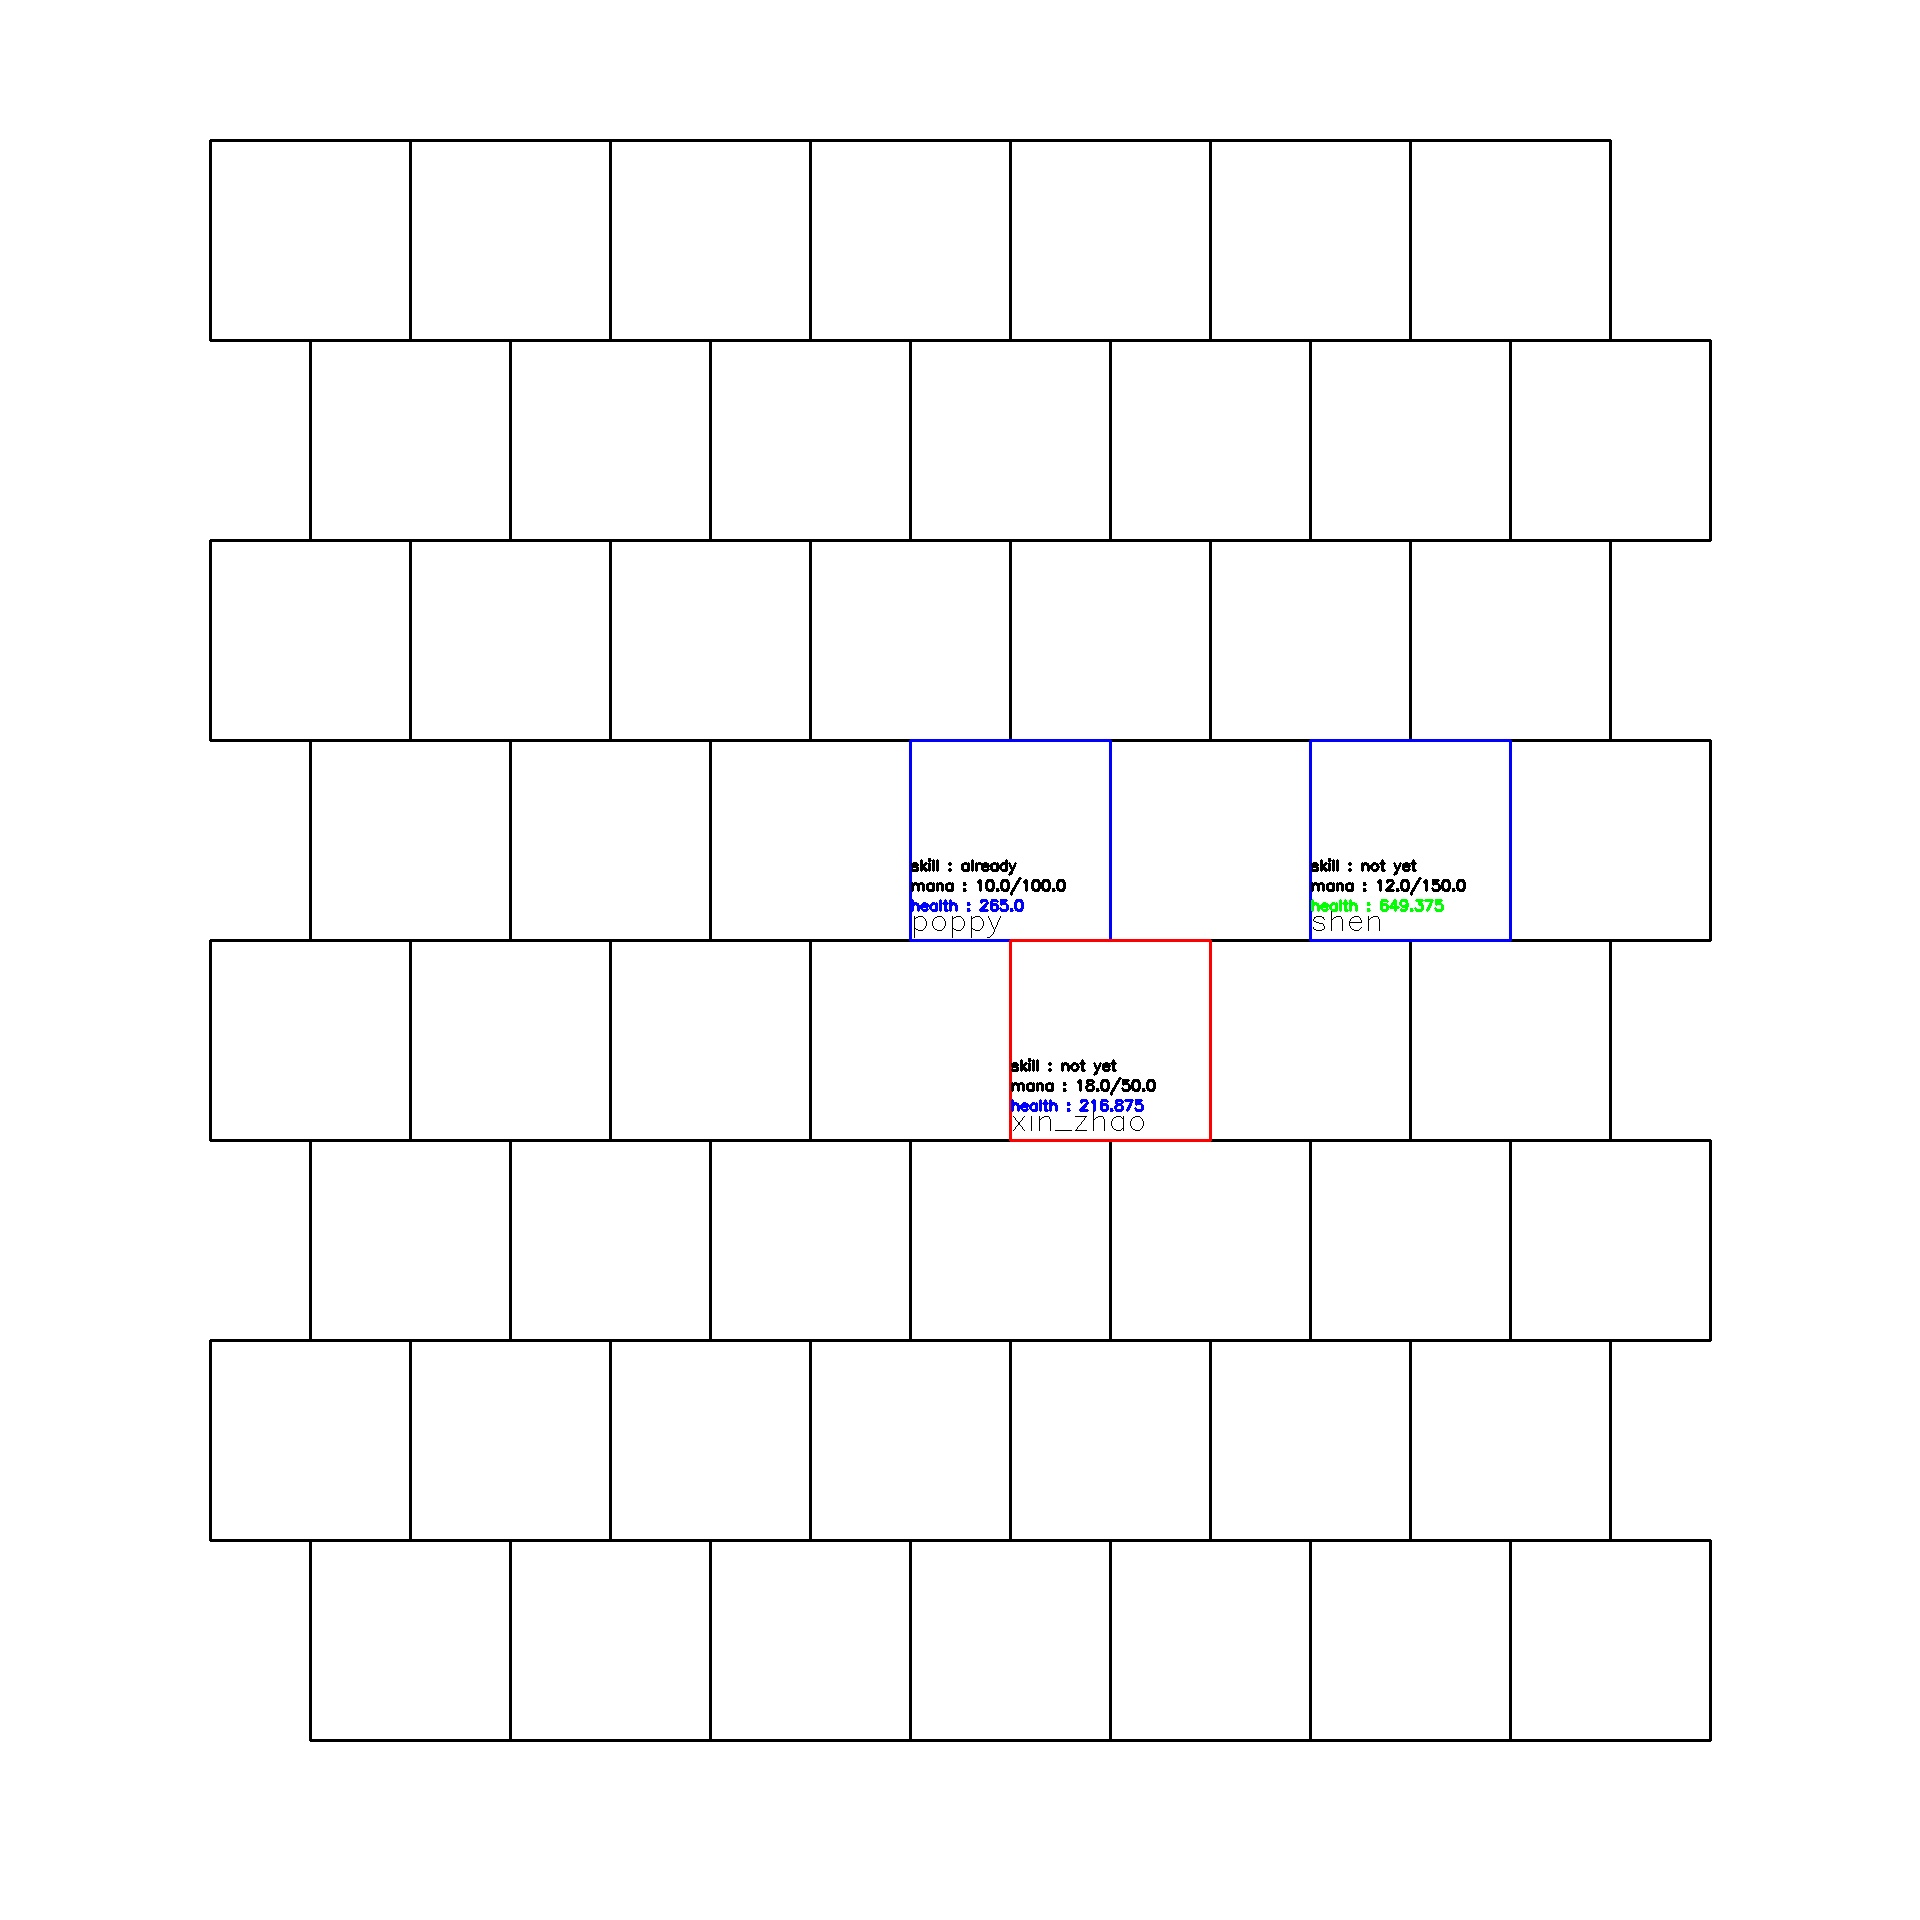 skill : already
mana : 10.0/100.0
health : 265.0
poppy
skill : not yet
mana : 12.0/150.0
health : 649.375
shen
skill : not yet
mana : 18.0/50.0
health : 216.875
xin_zhao